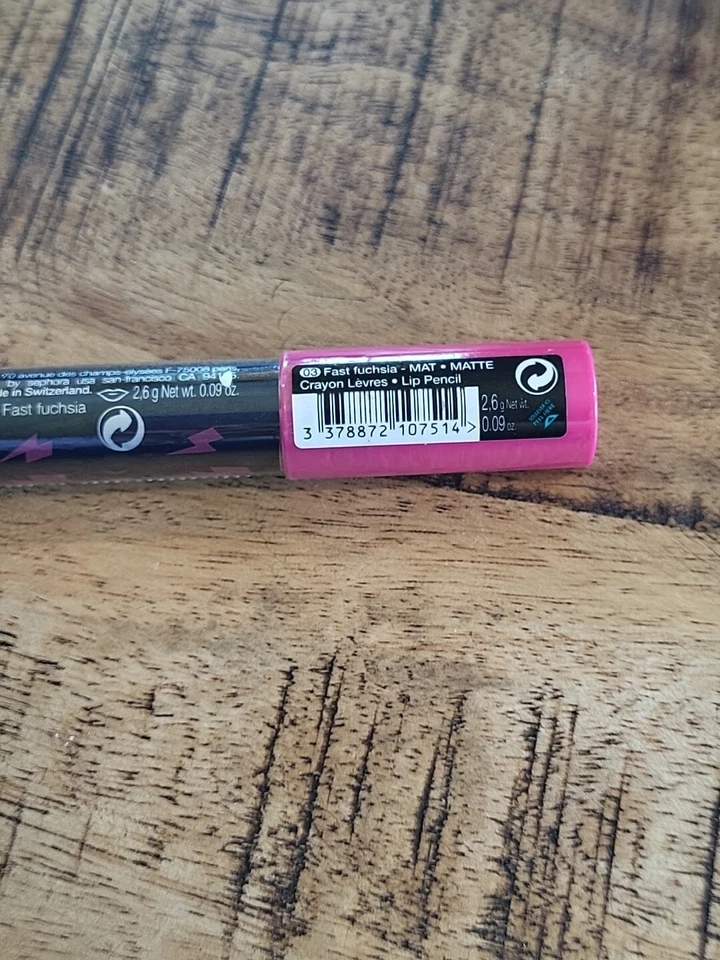 70 avenue des champs-élysées F-75008 paris
by sephora usa san-francisco CA
in Switzerland.
2,6 g Net wt. 0.09 oz.
Fast fuchsia
03 Fast fuchsia - MAT • MATTE
Crayon Lèvres • Lip Pencil
3 378872 107514 >
2,6 g Net wt.
0.09 oz.